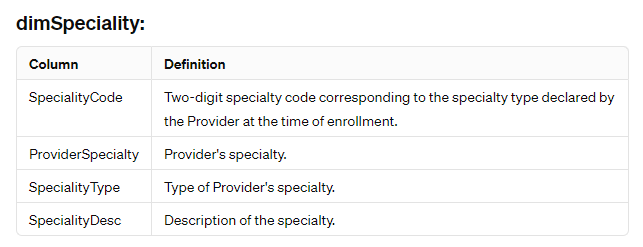 dimSpeciality:
Column Definition
SpecialityCode Two-digit specialty code corresponding to the specialty type declared by
the Provider at the time of enrollment.
ProviderSpecialty Provider's specialty.
SpecialityType Type of Provider's specialty.
SpecialityDesc Description of the specialty.